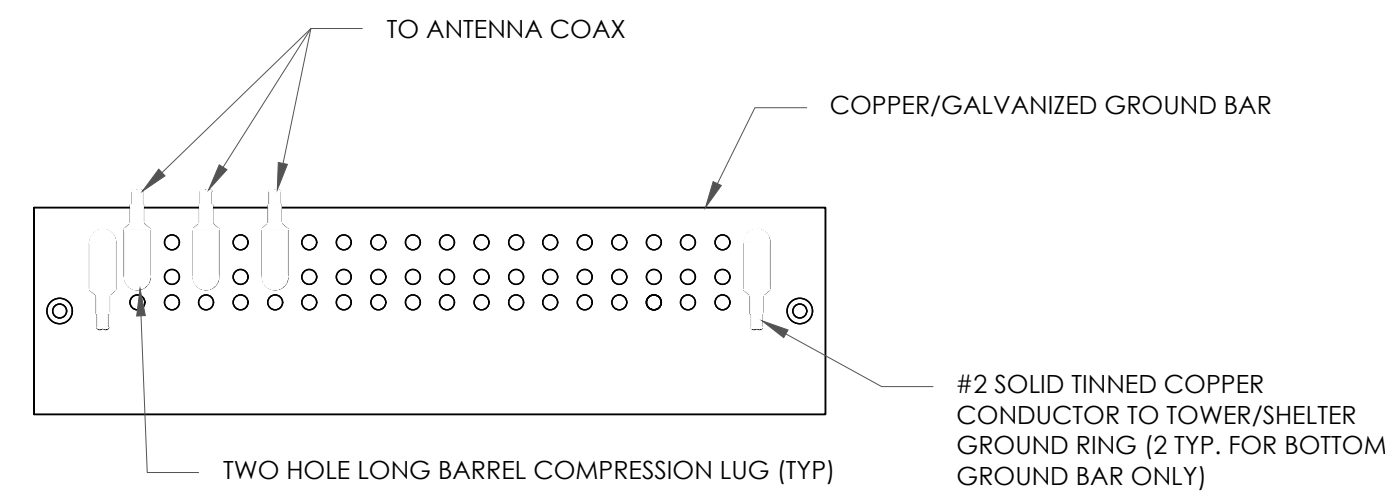 TO ANTENNA COAX
COPPER/GALVANIZED GROUND BAR
#2 SOLID TINNED COPPER
CONDUCTOR TO TOWER/SHELTER
GROUND RING (2 TYP. FOR BOTTOM
GROUND BAR ONLY)
TWO HOLE LONG BARREL COMPRESSION LUG (TYP)